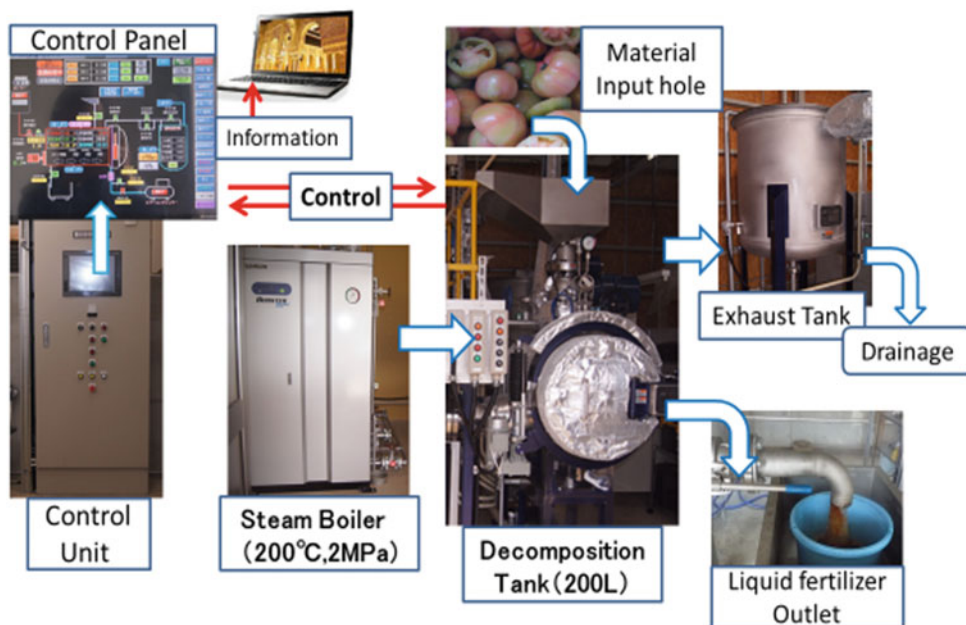 Control Panel
Information
Control
Material
Input hole
Exhaust Tank
Drainage
Control
Unit
Steam Boiler
(200℃,2MPa)
Decomposition
Tank(200L)
Liquid fertilizer
Outlet